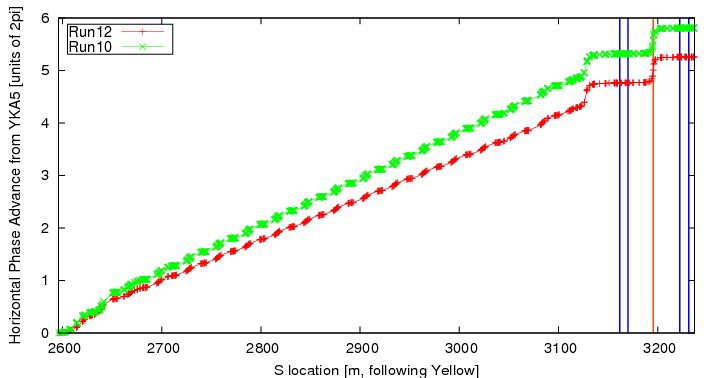 Horizontal Phase Advance from YKA5 [units of 2pi]
6
5
4
3
2
1
0
Run12
Run10
2600 2700 2800 2900 3000 3100 3200
S location [m, following Yellow]